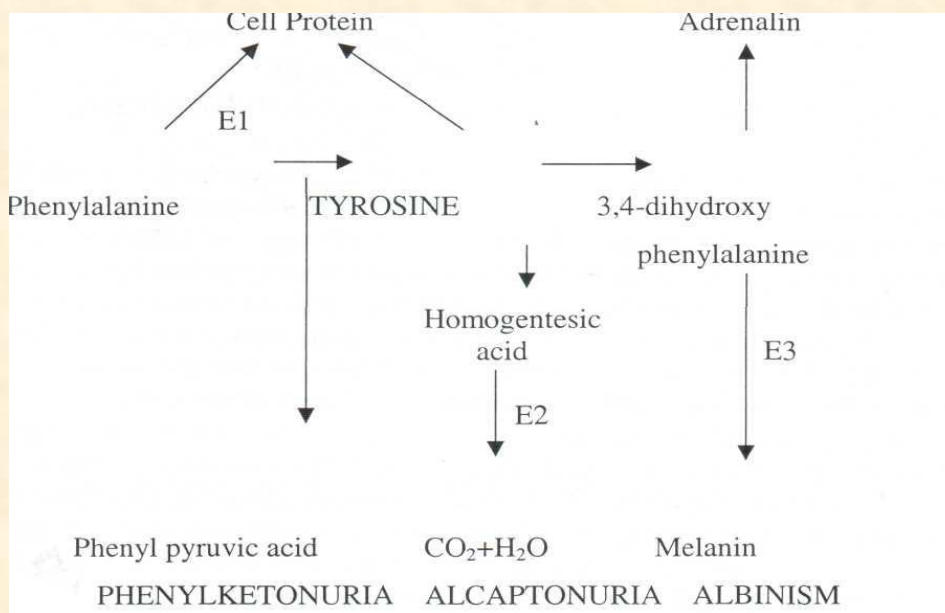 Cell Protein Adrenalin
E1
Phenylalanine TYROSINE 3,4-dihydroxy
phenylalanine
Homogentesic
acid E3
E2
Phenyl pyruvic acid CO₂+H₂O Melanin
PHENYLKETONURIA ALCAPTONURIA ALBINISM